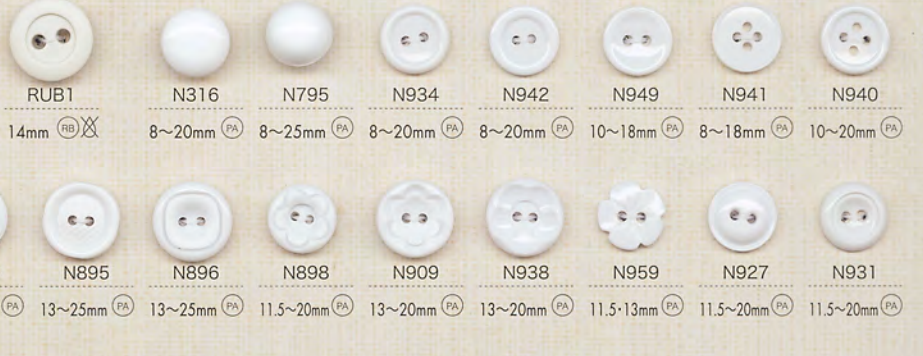 RUB1 N316 N795 N934 N942 N949 N941 N940
14mm RB 8～20mm PA 8～25mm PA 8～20mm PA 8～20mm PA 10～18mm PA 8～18mm PA 10～20mm PA
N895 N896 N898 N909 N938 N959 N927 N931
PA 13～25mm PA 13～25mm PA 11.5～20mm PA 13～20mm PA 13～20mm PA 11.5·13mm PA 11.5～20mm PA 11.5～20mm PA